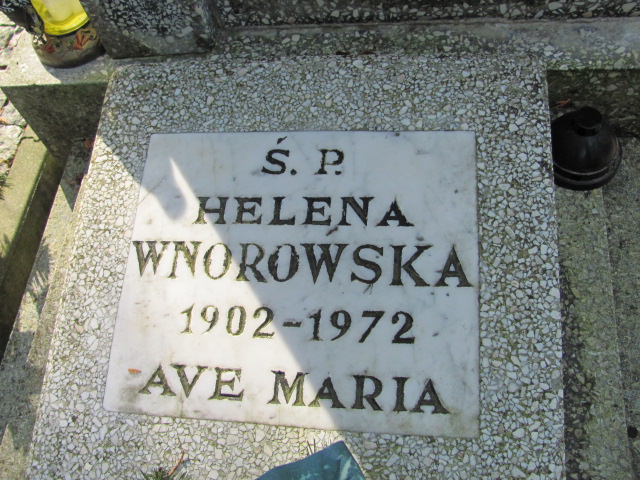 Ś. P.
HELENA
WNOROWSKA
1902-1972
AVE MARIA